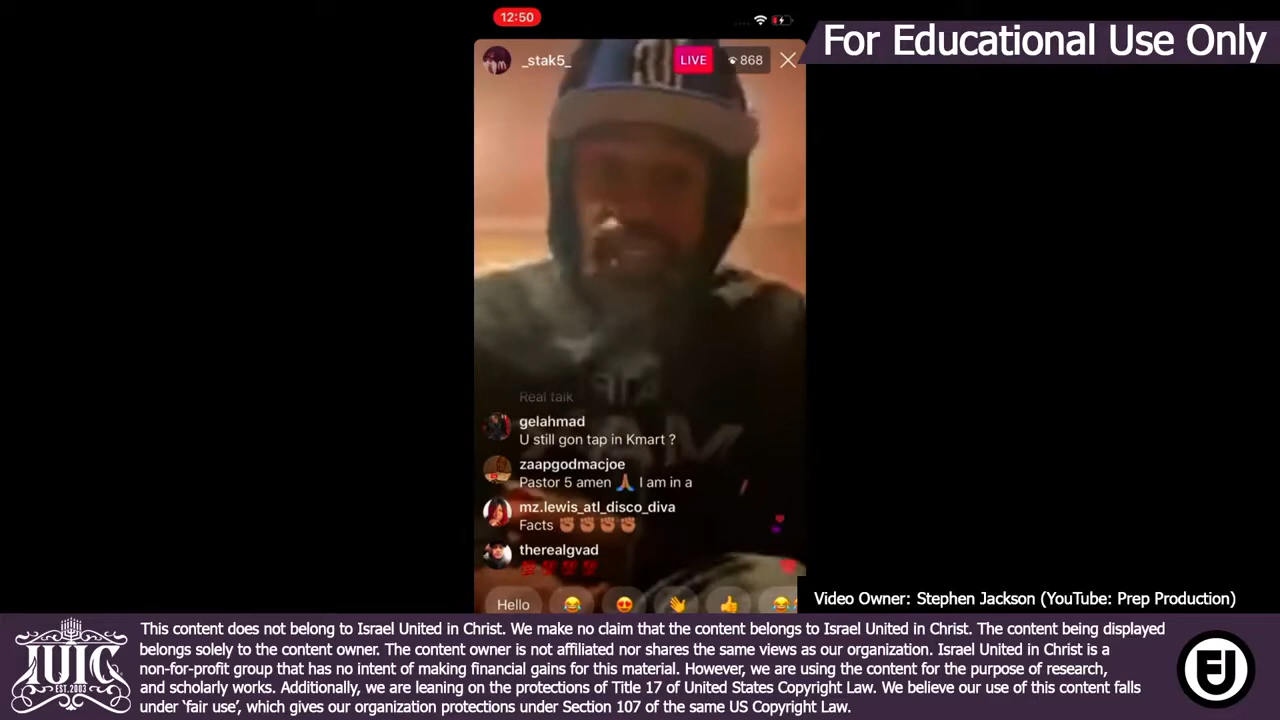 12:50
For Educational Use Only
_stak5_
LIVE
868
Real talk
gelahmad
U still gon tap in Kmart ?
zaapgodmacjoe
Pastor 5 amen 🙏🏽 I am in a
mz.lewis_atl_disco_diva
Facts ✊🏽✊🏽✊🏽✊🏽
therealgvad
💯💯💯💯
Hello
Video Owner: Stephen Jackson (YouTube: Prep Production)
This content does not belong to Israel United in Christ. We make no claim that the content belongs to Israel United in Christ. The content being displayed
belongs solely to the content owner. The content owner is not affiliated nor shares the same views as our organization. Israel United in Christ is a
non-for-profit group that has no intent of making financial gains for this material. However, we are using the content for the purpose of research,
and scholarly works. Additionally, we are leaning on the protections of Title 17 of United States Copyright Law. We believe our use of this content falls
under 'fair use', which gives our organization protections under Section 107 of the same US Copyright Law.
IUIC
EST.2003